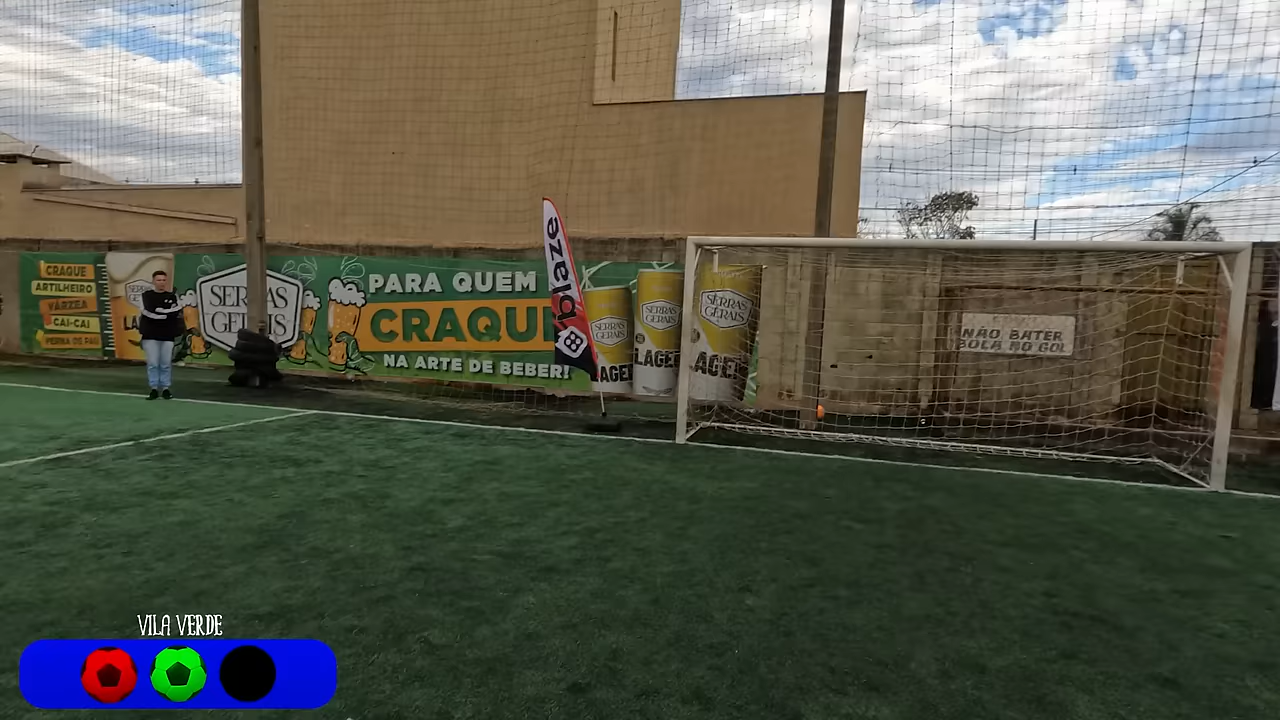 CRAQUE
ARTILHEIRO
VÁRZEA
CAI-CAI
PERNA DE PAU
SERRAS
GERAIS
PARA QUEM
CRAQUE
NA ARTE DE BEBER!
azeja
SERRAS
GERAIS
LAGER
SERRAS
GERAIS
LAGER
SERRAS
GERAIS
LAGER
NÃO BATER
BOLA NO GOL
VILA VERDE